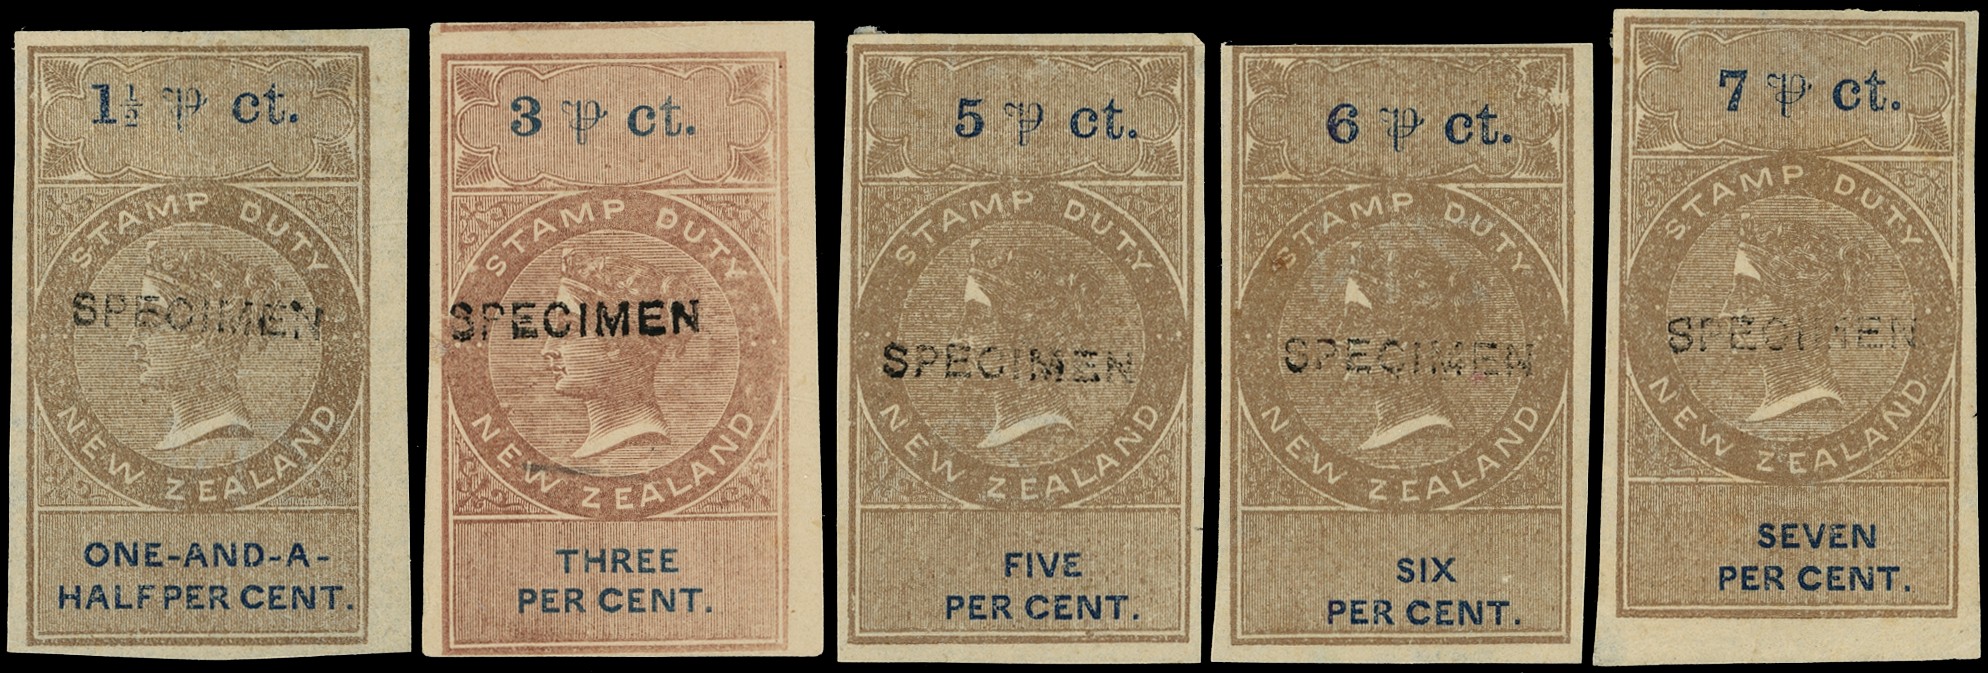 1½ ₱ ct.
STAMP DUTY
SPECIMEN
NEW ZEALAND
ONE-AND-A-
HALF PER CENT.
3 ₱ ct.
STAMP DUTY
SPECIMEN
NEW ZEALAND
THREE
PER CENT.
5 ₱ ct.
STAMP DUTY
SPECIMEN
NEW ZEALAND
FIVE
PER CENT.
6 ₱ ct.
STAMP DUTY
SPECIMEN
NEW ZEALAND
SIX
PER CENT.
7 ₱ ct.
STAMP DUTY
SPECIMEN
NEW ZEALAND
SEVEN
PER CENT.